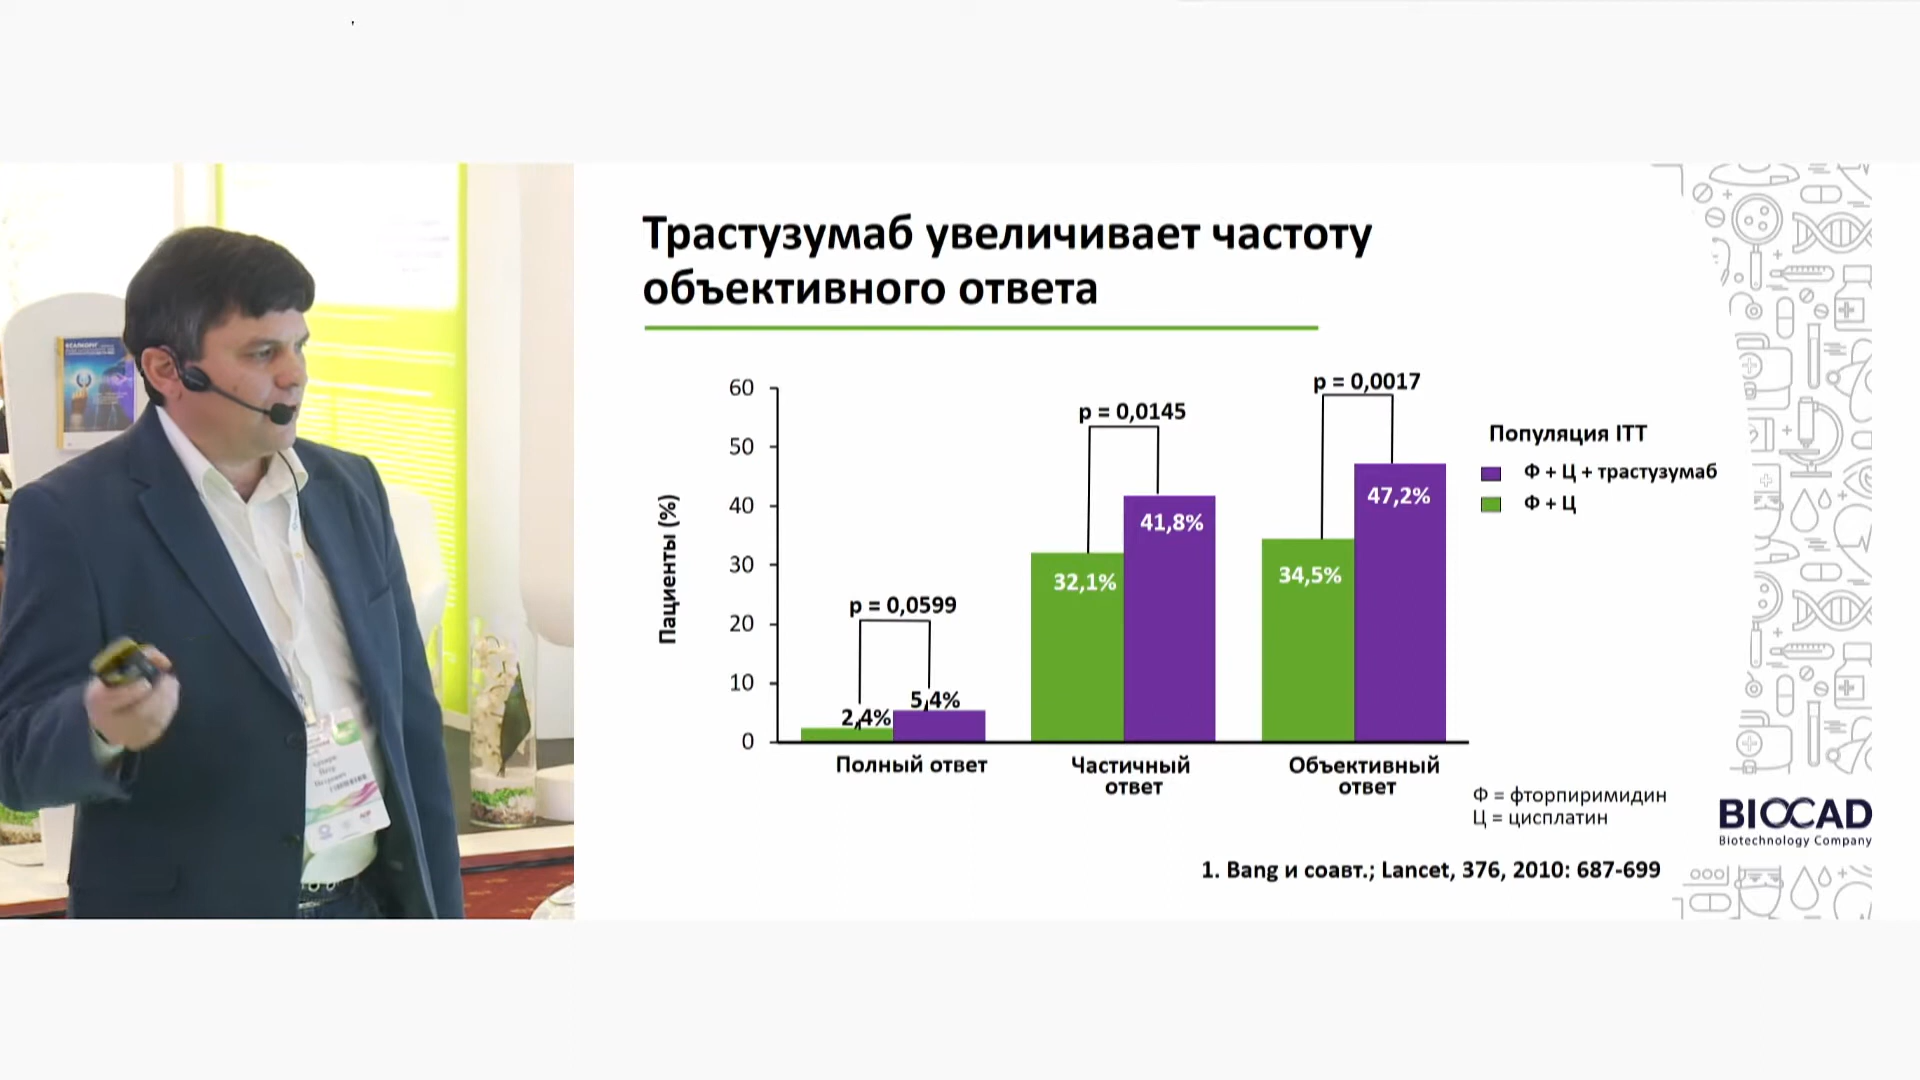 Трастузумаб увеличивает частоту
объективного ответа
Пациенты (%)
60
50
40
30
20
10
0
p = 0,0599
2,4%
5,4%
p = 0,0145
32,1%
41,8%
p = 0,0017
34,5%
47,2%
Полный ответ
Частичный
ответ
Объективный
ответ
Популяция ITT
Ф + Ц + трастузумаб
Ф + Ц
Ф = фторпиримидин
Ц = цисплатин
BIOCAD
Biotechnology Company
1. Bang и соавт.; Lancet, 376, 2010: 687-699